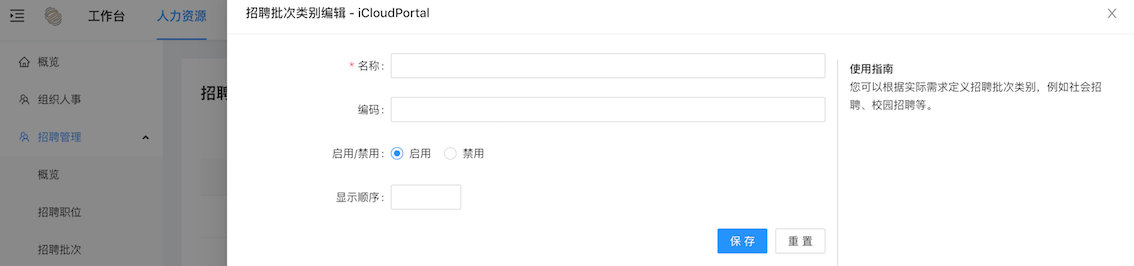 工作台
人力资源
招聘批次类别编辑 - iCloudPortal
概览
组织人事
招聘管理
概览
招聘职位
招聘批次
招聘
* 名称:
编码:
启用/禁用: 启用 禁用
显示顺序:
保 存 重 置
使用指南
您可以根据实际需求定义招聘批次类别，例如社会招
聘、校园招聘等。